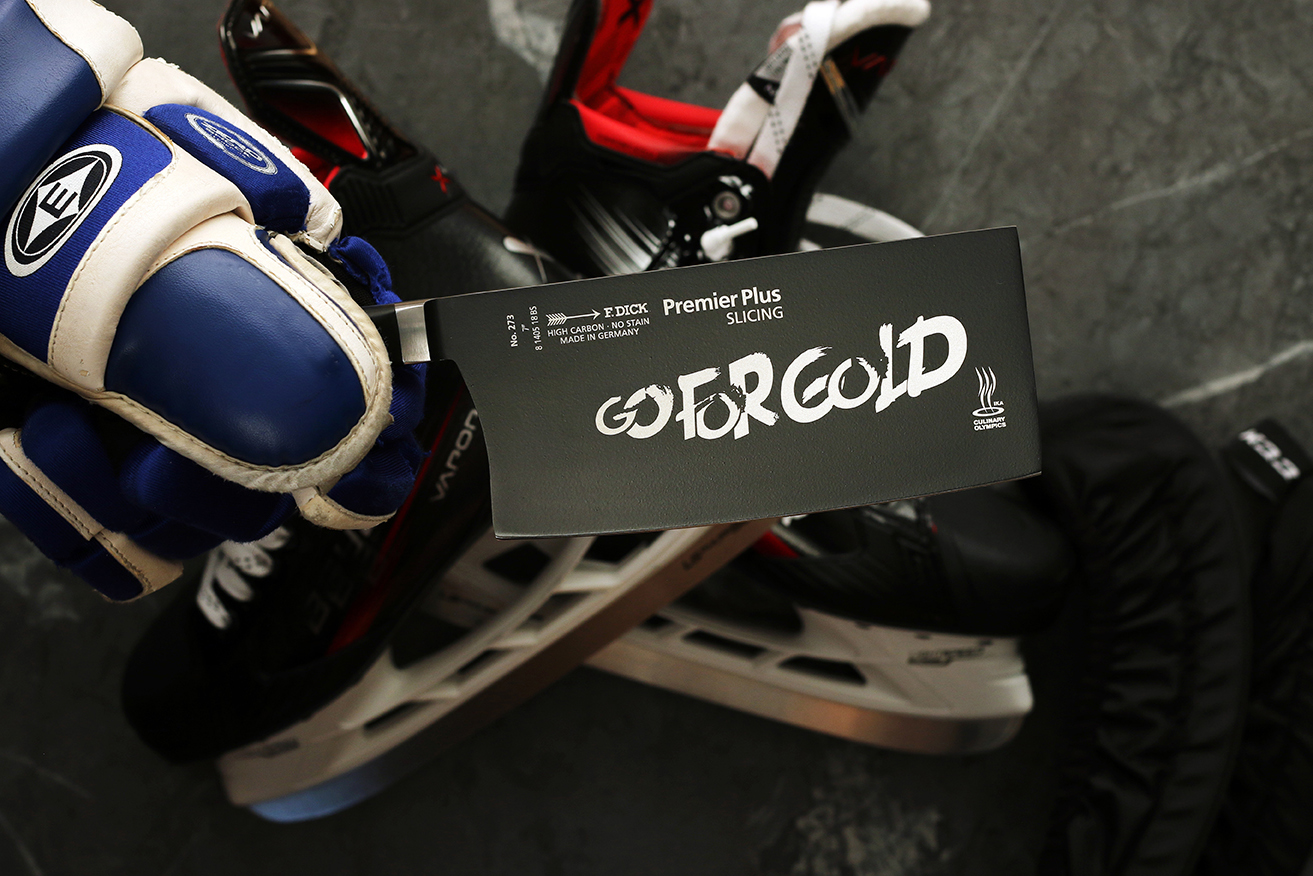 No. 273
7"
8 1405 18 BS
F. DICK
HIGH CARBON · NO STAIN
MADE IN GERMANY
Premier Plus
SLICING
GO FOR GOLD
IKA
CULINARY
OLYMPICS
E
VAPOR
CCM